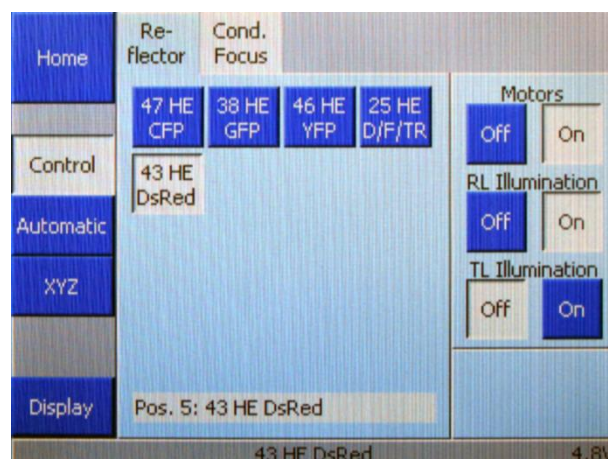 Home
Re-
flector
Cond.
Focus
47 HE
CFP
38 HE
GFP
46 HE
YFP
25 HE
D/F/TR
Motors
Off
On
Control
43 HE
DsRed
RL Illumination
Off
On
Automatic
XYZ
TL Illumination
Off
On
Display
Pos. 5: 43 HE DsRed
43 HE DsRed
4.8V